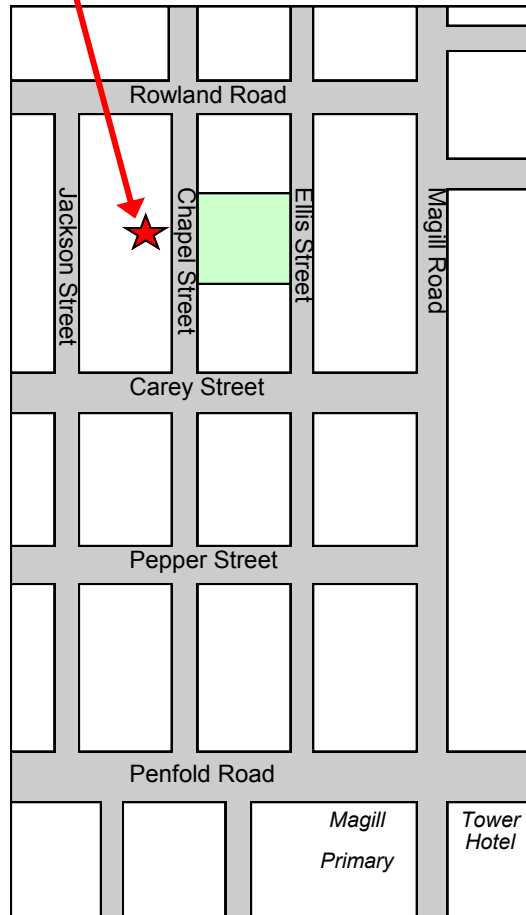 Rowland Road
Jackson Street
Chapel Street
Ellis Street
Magill Road
Carey Street
Pepper Street
Penfold Road
Magill
Primary
Tower
Hotel